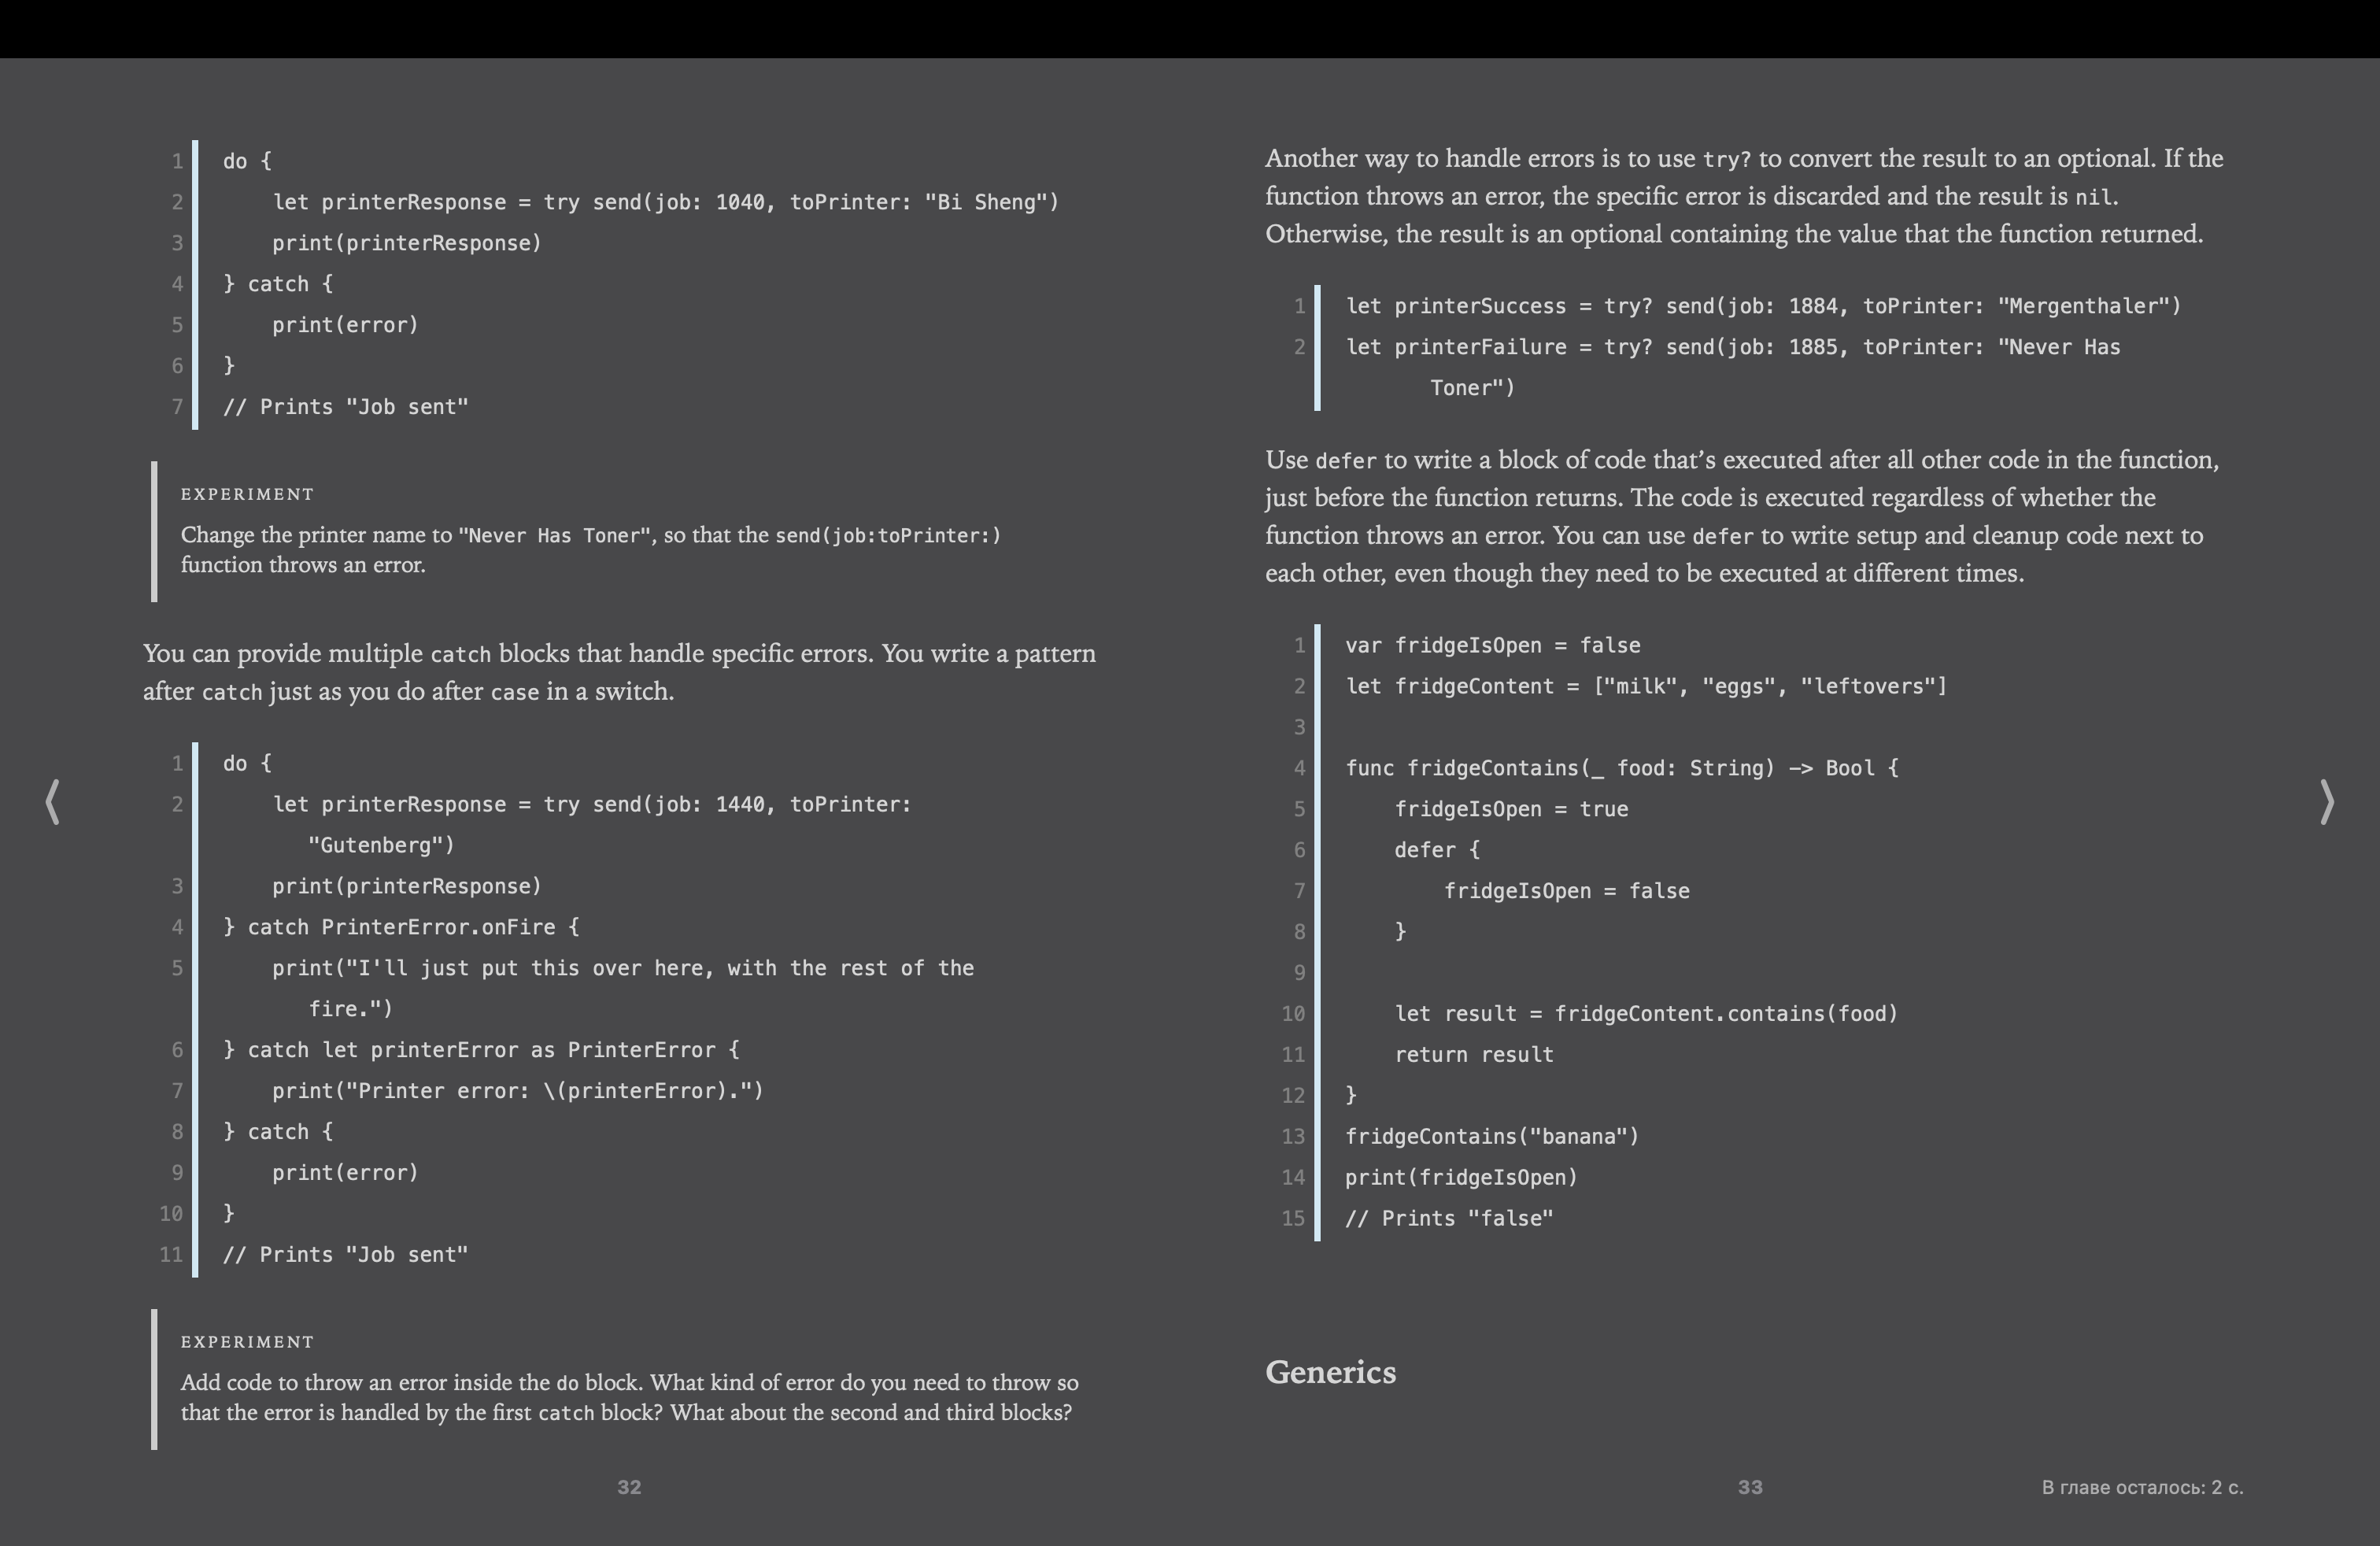 1 do {
2     let printerResponse = try send(job: 1040, toPrinter: "Bi Sheng")
3     print(printerResponse)
4 } catch {
5     print(error)
6 }
7 // Prints "Job sent"
EXPERIMENT
Change the printer name to "Never Has Toner", so that the send(job:toPrinter:)
function throws an error.
You can provide multiple catch blocks that handle specific errors. You write a pattern
after catch just as you do after case in a switch.
1 do {
2     let printerResponse = try send(job: 1440, toPrinter:
"Gutenberg")
3     print(printerResponse)
4 } catch PrinterError.onFire {
5     print("I'll just put this over here, with the rest of the
fire.")
6 } catch let printerError as PrinterError {
7     print("Printer error: \(printerError).")
8 } catch {
9     print(error)
10 }
11 // Prints "Job sent"
EXPERIMENT
Add code to throw an error inside the do block. What kind of error do you need to throw so
that the error is handled by the first catch block? What about the second and third blocks?
32
Another way to handle errors is to use try? to convert the result to an optional. If the
function throws an error, the specific error is discarded and the result is nil.
Otherwise, the result is an optional containing the value that the function returned.
1 let printerSuccess = try? send(job: 1884, toPrinter: "Mergenthaler")
2 let printerFailure = try? send(job: 1885, toPrinter: "Never Has
Toner")
Use defer to write a block of code that’s executed after all other code in the function,
just before the function returns. The code is executed regardless of whether the
function throws an error. You can use defer to write setup and cleanup code next to
each other, even though they need to be executed at different times.
1 var fridgeIsOpen = false
2 let fridgeContent = ["milk", "eggs", "leftovers"]
3
4 func fridgeContains(_ food: String) -> Bool {
5     fridgeIsOpen = true
6     defer {
7         fridgeIsOpen = false
8     }
9
10     let result = fridgeContent.contains(food)
11     return result
12 }
13 fridgeContains("banana")
14 print(fridgeIsOpen)
15 // Prints "false"
Generics
33
В главе осталось: 2 с.